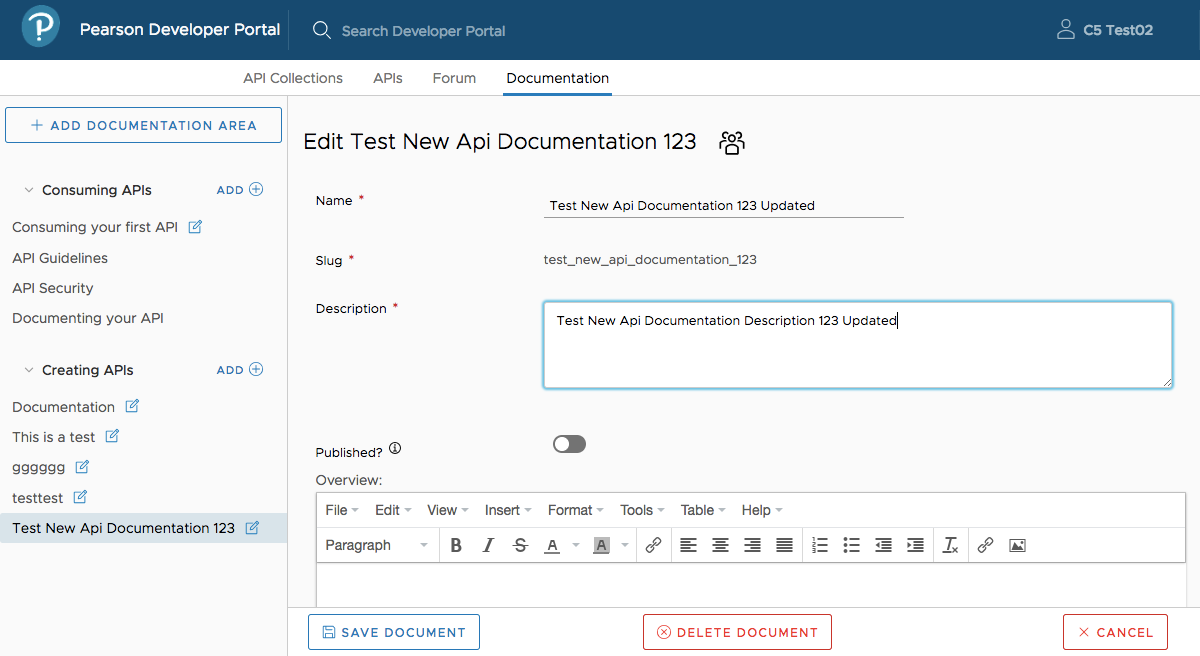 Pearson Developer Portal
Search Developer Portal
C5 Test02
API Collections
APIs
Forum
Documentation
ADD DOCUMENTATION AREA
Consuming APIs
ADD
Consuming your first API
API Guidelines
API Security
Documenting your API
Creating APIs
ADD
Documentation
This is a test
gggggg
testtest
Test New Api Documentation 123
Edit Test New Api Documentation 123
Name *
Test New Api Documentation 123 Updated
Slug *
test_new_api_documentation_123
Description *
Test New Api Documentation Description 123 Updated
Published?
Overview:
File Edit View Insert Format Tools Table Help
Paragraph
SAVE DOCUMENT
DELETE DOCUMENT
CANCEL